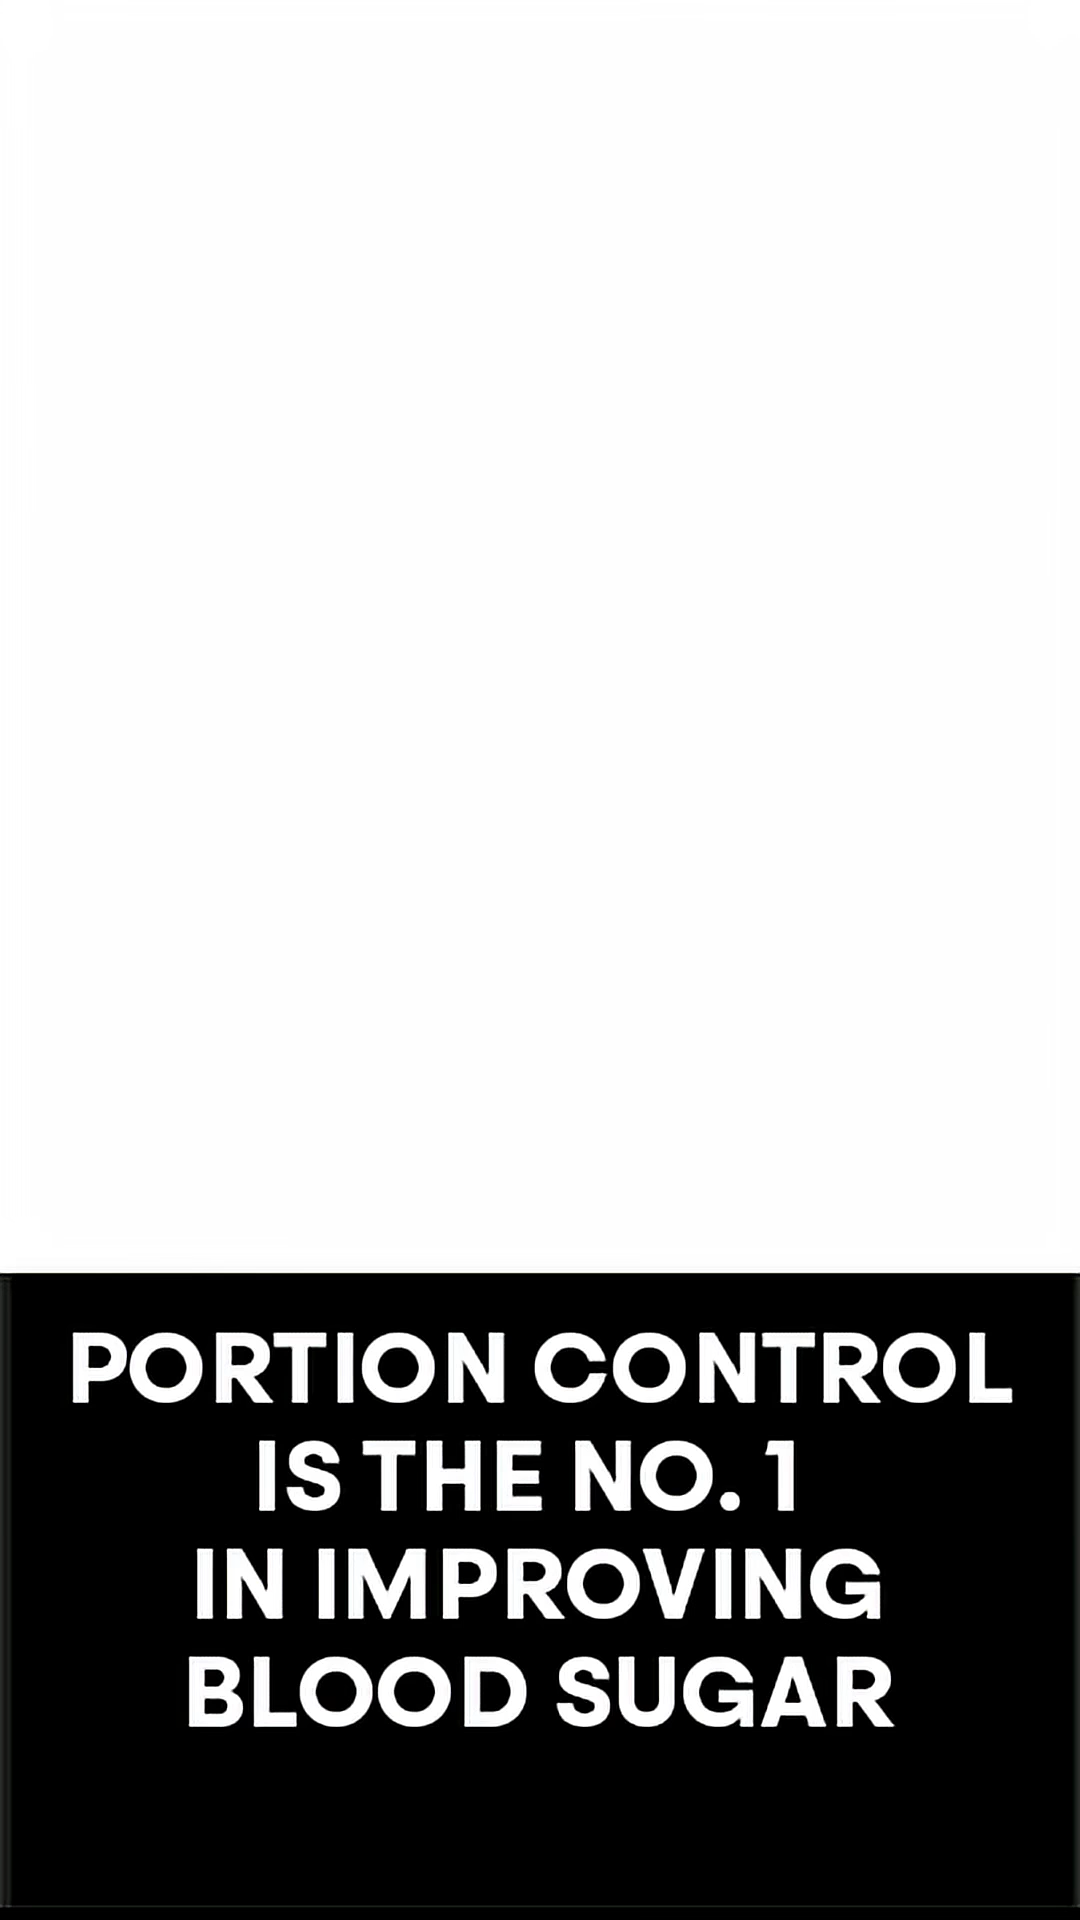 PORTION CONTROL
IS THE NO. 1
IN IMPROVING
BLOOD SUGAR